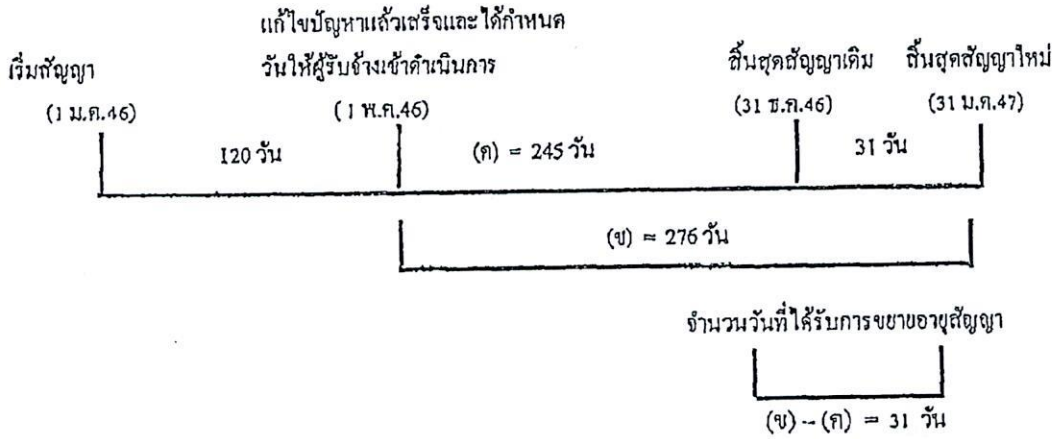 แก้ไขปัญหาแล้วเสร็จและได้กำหนด
เริ่มสัญญา วันให้ผู้รับจ้างเข้าดำเนินการ สิ้นสุดสัญญาเดิม สิ้นสุดสัญญาใหม่
(1 ม.ค.46) (1 พ.ค.46) (31 ธ.ค.46) (31 ม.ค.47)
120 วัน (ค) = 245 วัน 31 วัน
(ข) = 276 วัน
จำนวนวันที่ได้รับการขยายอายุสัญญา
(ข) - (ค) = 31 วัน